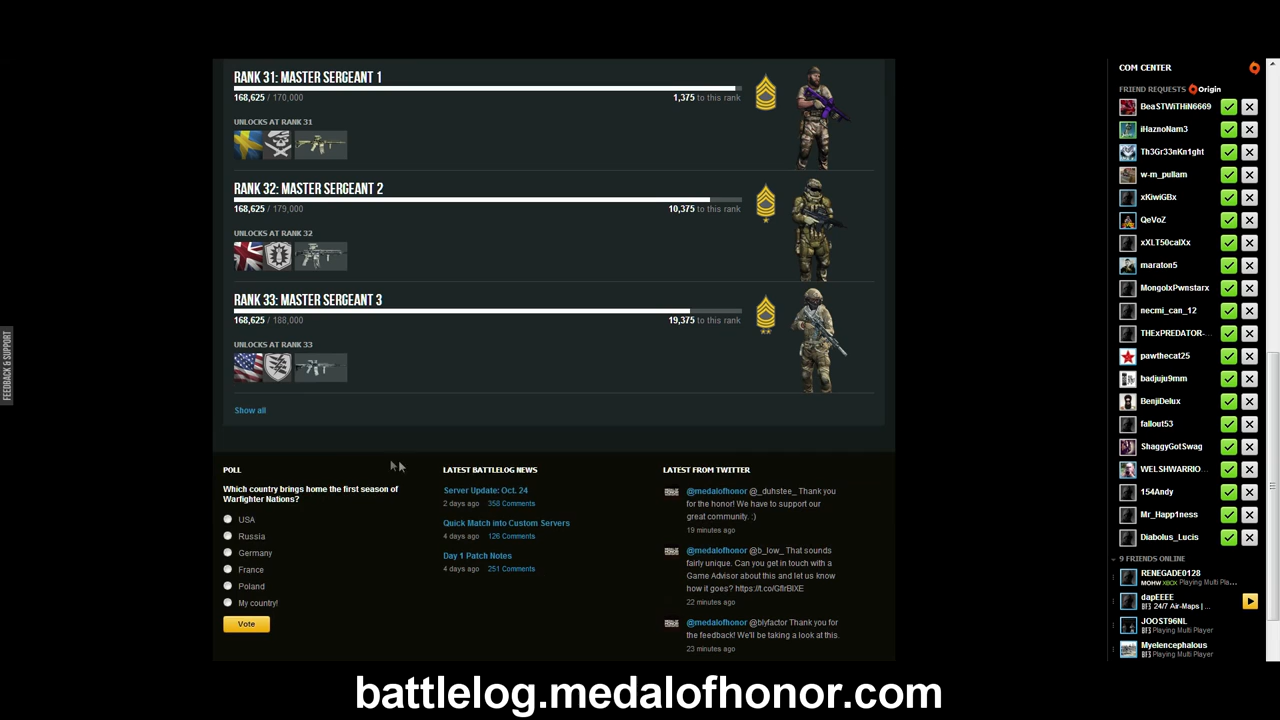 RANK 31: MASTER SERGEANT 1
168,625 / 170,000
1,375 to this rank
UNLOCKS AT RANK 31
RANK 32: MASTER SERGEANT 2
168,625 / 179,000
10,375 to this rank
UNLOCKS AT RANK 32
RANK 33: MASTER SERGEANT 3
168,625 / 188,000
19,375 to this rank
UNLOCKS AT RANK 33
Show all
FEEDBACK & SUPPORT
POLL
Which country brings home the first season of
Warfighter Nations?
USA
Russia
Germany
France
Poland
My country!
Vote
LATEST BATTLELOG NEWS
Server Update: Oct. 24
2 days ago 358 Comments
Quick Match into Custom Servers
4 days ago 126 Comments
Day 1 Patch Notes
4 days ago 251 Comments
LATEST FROM TWITTER
@medalofhonor @_duhstee_ Thank you
for the honor! We have to support our
great community. :)
19 minutes ago
@medalofhonor @b_low_ That sounds
fairly unique. Can you get in touch with a
Game Advisor about this and let us know
how it goes? https://t.co/GflrBlXE
22 minutes ago
@medalofhonor @blyfactor Thank you for
the feedback! We'll be taking a look at this.
23 minutes ago
COM CENTER
FRIEND REQUESTS Origin
BeaSTWiTHiN6669
iHaznoNam3
Th3Gr33nKn1ght
w-m_pullam
xKiwiGBx
QeVoZ
xXLT50calXx
maraton5
MongolxPwnstarx
necmi_can_12
THExPREDATOR-...
pawthecat25
badjuju9mm
BenjiDelux
fallout53
ShaggyGotSwag
WELSHWARRIO...
154Andy
Mr_Happ1ness
Diabolus_Lucis
9 FRIENDS ONLINE
RENEGADE0128
MOHW XBOX Playing Multi Pla...
dapEEEE
BF3 24/7 Air-Maps | ...
JOOST96NL
BF3 Playing Multi Player
Myelencephalous
BF3 Playing Multi Player
battlelog.medalofhonor.com